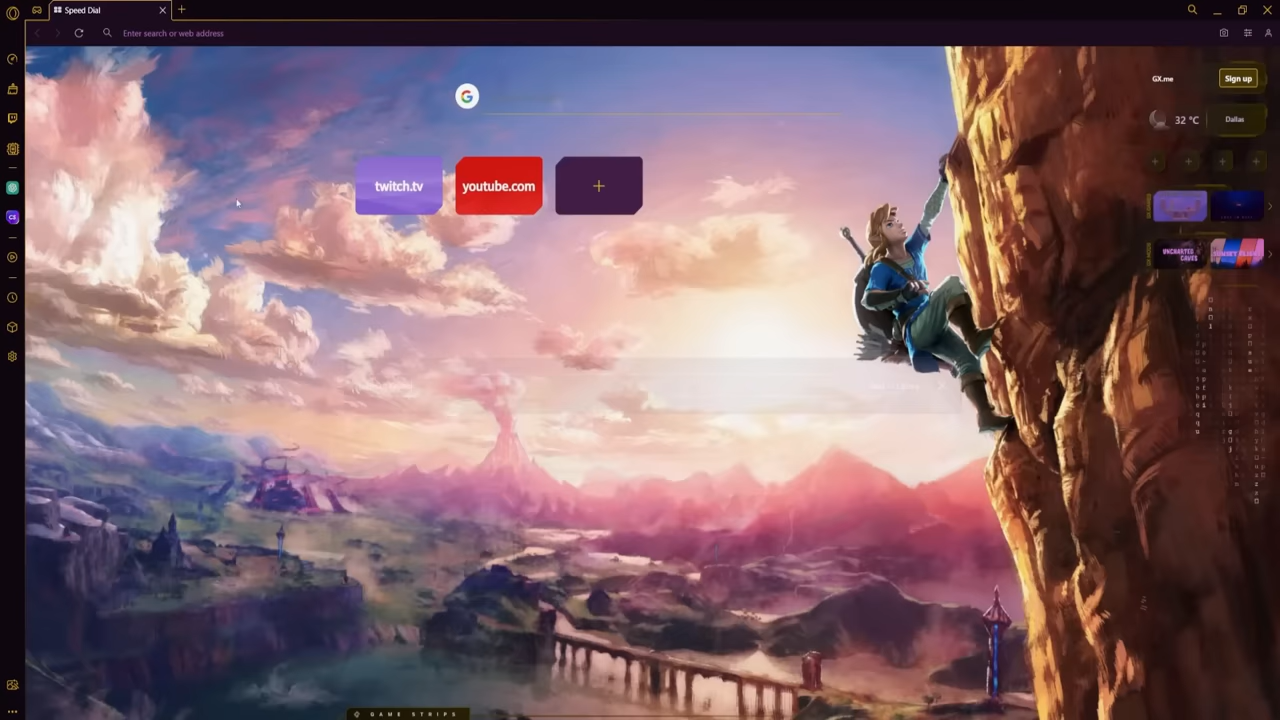 Speed Dial
Enter search or web address
GX.me
Sign up
32 °C
Dallas
twitch.tv
youtube.com
CS
UNCHARTED
CAVES
GAME STRIPS